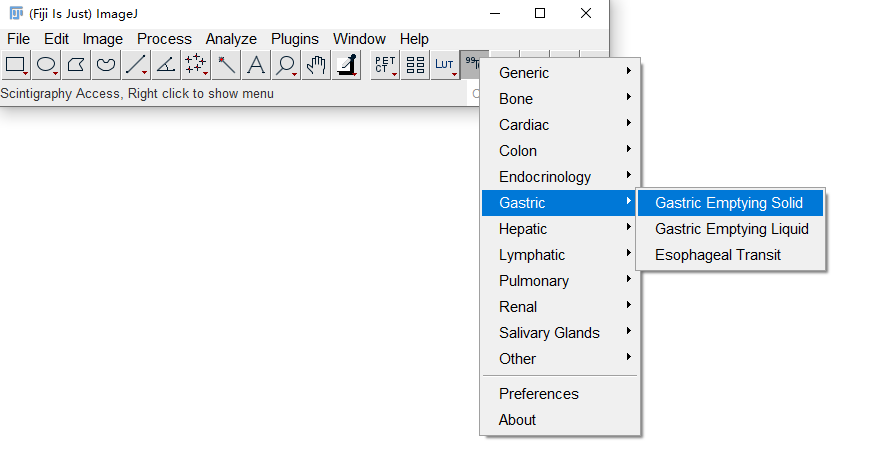 (Fiji Is Just) ImageJ
File Edit Image Process Analyze Plugins Window Help
A PET CT LUT 99
Scintigraphy Access, Right click to show menu
Generic
Bone
Cardiac
Colon
Endocrinology
Gastric
Gastric Emptying Solid
Hepatic
Gastric Emptying Liquid
Lymphatic
Esophageal Transit
Pulmonary
Renal
Salivary Glands
Other
Preferences
About